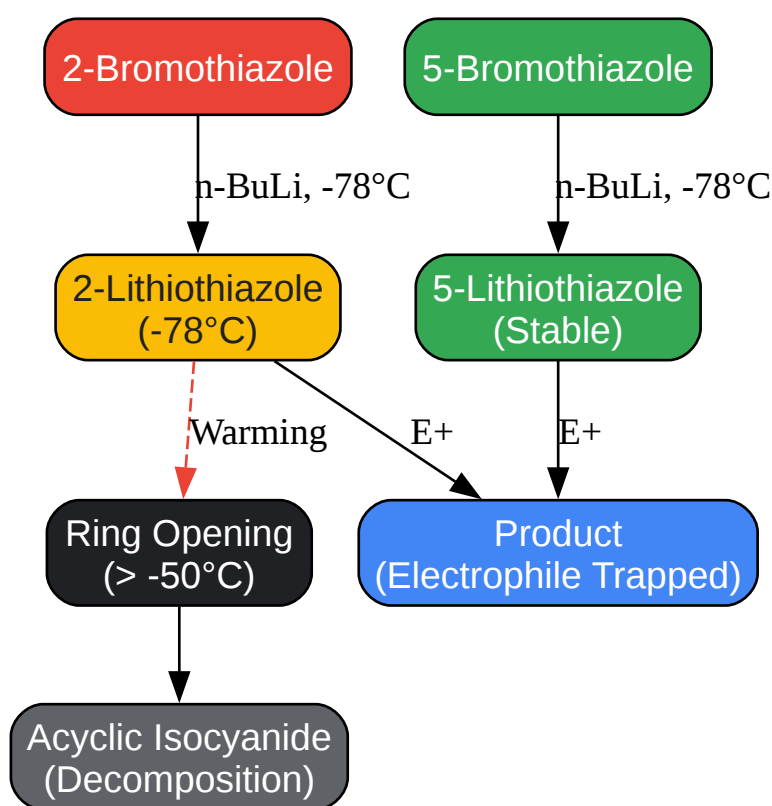 2-Bromothiazole
5-Bromothiazole
n-BuLi, -78°C
n-BuLi, -78°C
2-Lithiothiazole
(-78°C)
5-Lithiothiazole
(Stable)
Warming
E+
E+
Ring Opening
(> -50°C)
Product
(Electrophile Trapped)
Acyclic Isocyanide
(Decomposition)